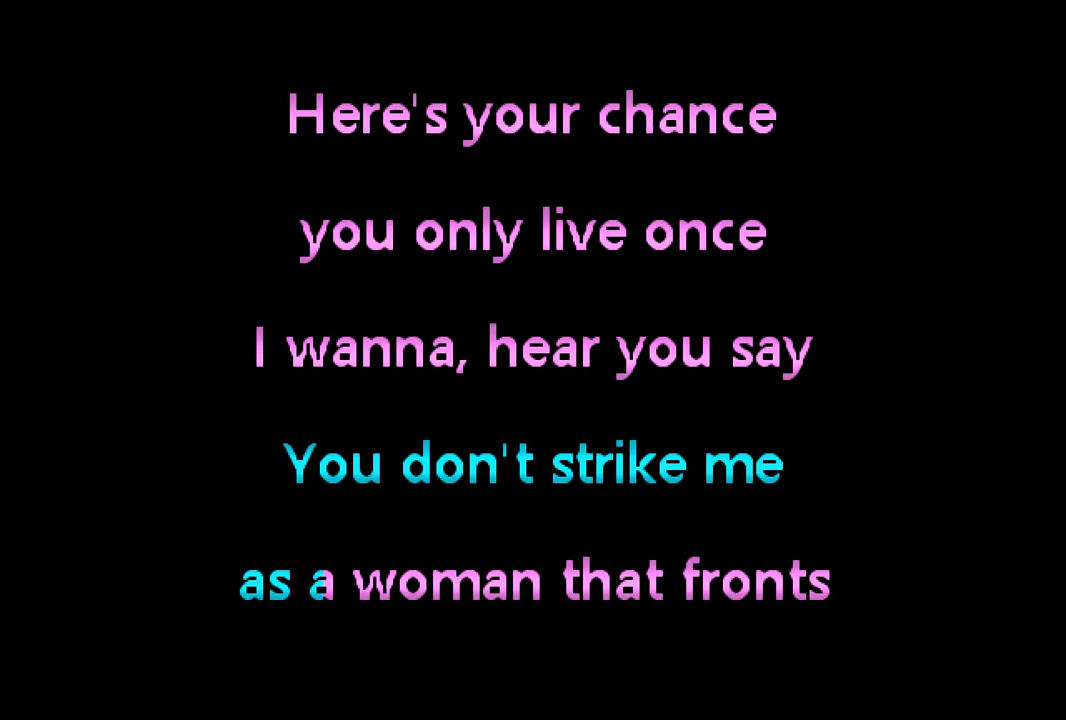 Here's your chance
you only live once
I wanna, hear you say
You don't strike me
as a woman that fronts